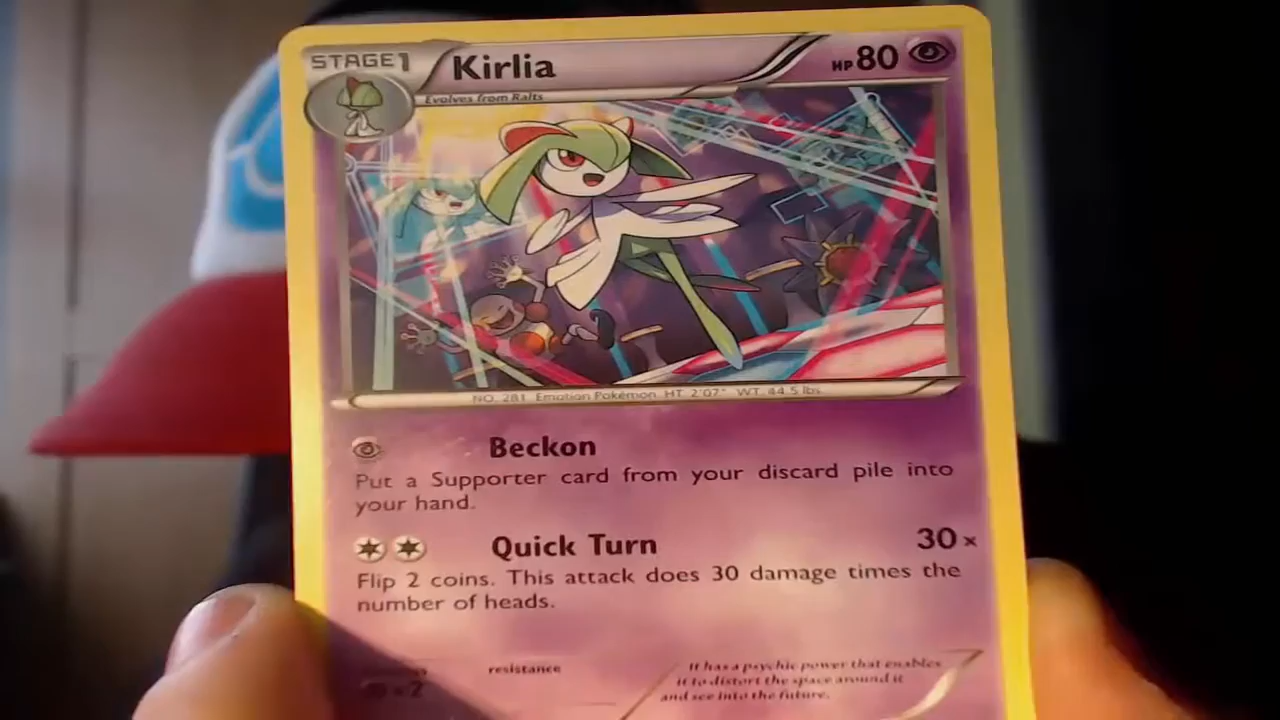 STAGE1
Kirlia
HP80
Evolves from Ralts
NO. 281 Emotion Pokémon HT. 2'07" WT. 44.5 lbs.
Beckon
Put a Supporter card from your discard pile into
your hand.
Quick Turn 30×
Flip 2 coins. This attack does 30 damage times the
number of heads.
×2
resistance
It has a psychic power that enables
it to distort the space around it
and see into the future.